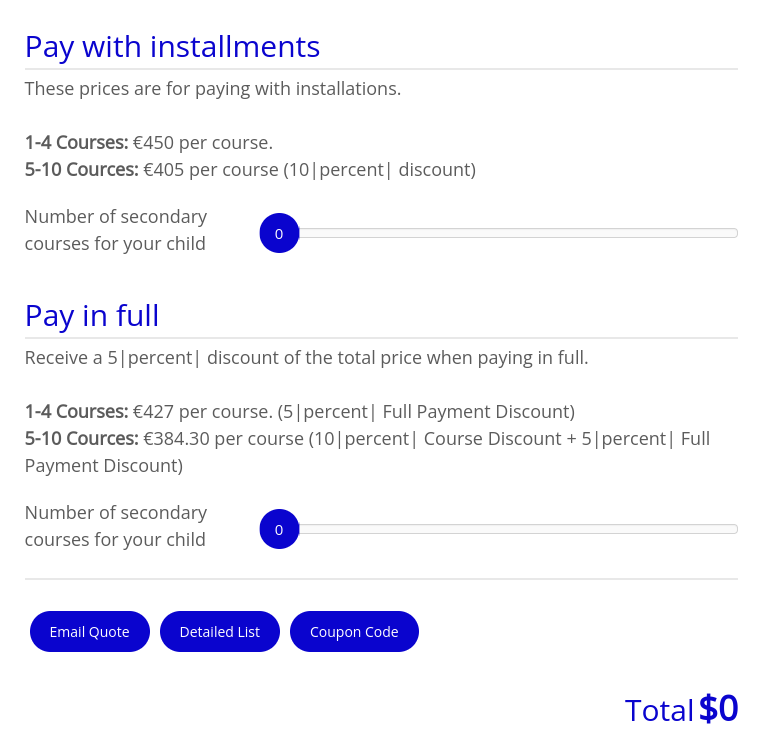 Pay with installments
These prices are for paying with installations.
1-4 Courses: €450 per course.
5-10 Cources: €405 per course (10|percent| discount)
Number of secondary
courses for your child
0
Pay in full
Receive a 5|percent| discount of the total price when paying in full.
1-4 Courses: €427 per course. (5|percent| Full Payment Discount)
5-10 Cources: €384.30 per course (10|percent| Course Discount + 5|percent| Full
Payment Discount)
Number of secondary
courses for your child
0
Email Quote Detailed List Coupon Code
Total $0